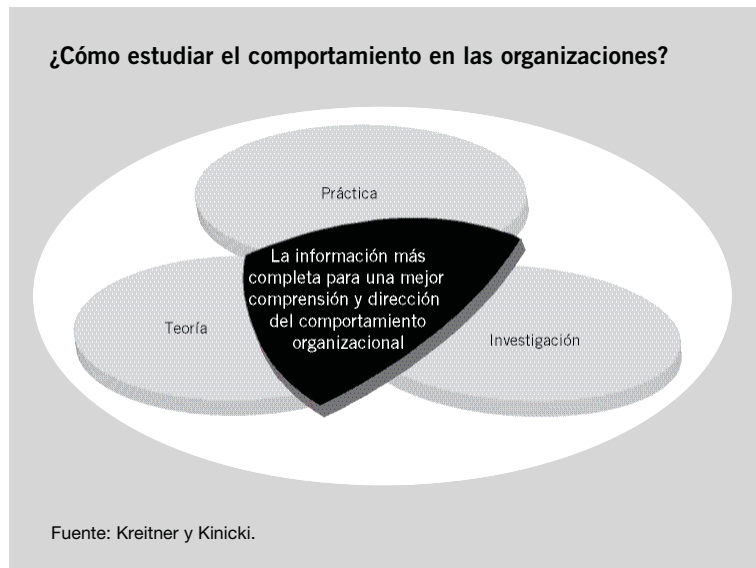 ¿Cómo estudiar el comportamiento en las organizaciones?
Práctica
La información más
completa para una mejor
comprensión y dirección
del comportamiento
organizacional
Teoría
Investigación
Fuente: Kreitner y Kinicki.